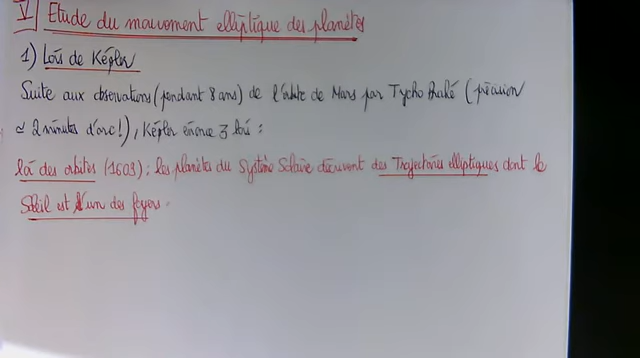 V) Etude du mouvement elliptique des planètes
1) Lois de Képler
Suite aux observations (pendant 8 ans) de l'orbite de Mars par Tycho Brahé (précision
≃ 2 minutes d'arc!), Képler énonce 3 lois :
loi des orbites (1603) : les planètes du Système Solaire décrivent des Trajectoires elliptiques dont le
Soleil est l'un des foyers.